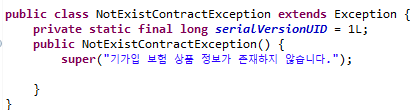 public class NotExistContractException extends Exception {
    private static final long serialVersionUID = 1L;
    public NotExistContractException() {
        super("기가입 보험 상품 정보가 존재하지 않습니다.");
    }
}